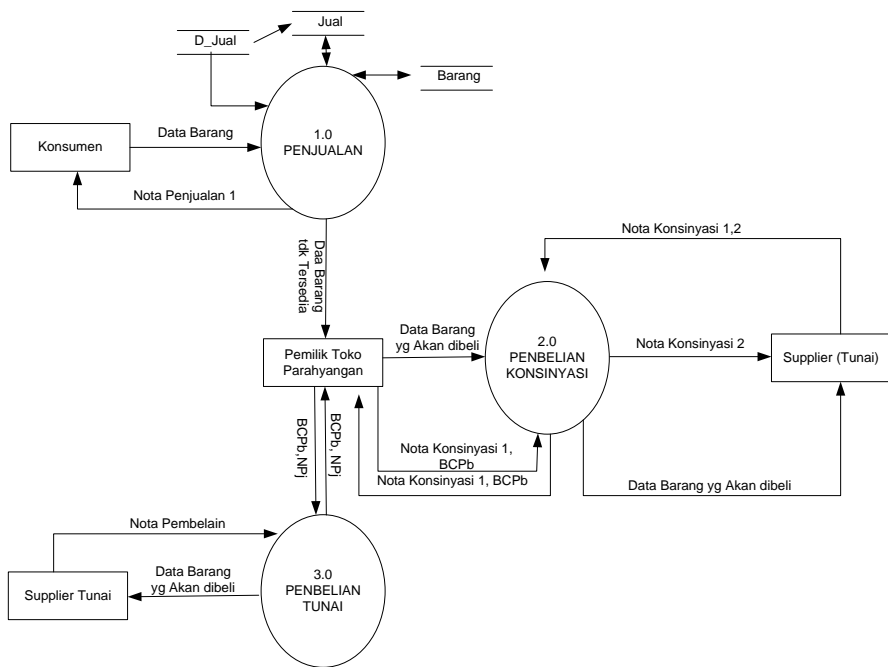 Jual
D_Jual
Barang
1.0
PENJUALAN
Konsumen
Data Barang
Nota Penjualan 1
Daa Barang
tdk Tersedia
Nota Konsinyasi 1,2
Data Barang
yg Akan dibeli
2.0
PENBELIAN
KONSINYASI
Nota Konsinyasi 2
Supplier (Tunai)
Pemilik Toko
Parahyangan
BCPb,NPj
BCPb, NPj
Nota Konsinyasi 1,
BCPb
Nota Konsinyasi 1, BCPb
Data Barang yg Akan dibeli
Nota Pembelain
Supplier Tunai
Data Barang
yg Akan dibeli
3.0
PENBELIAN
TUNAI